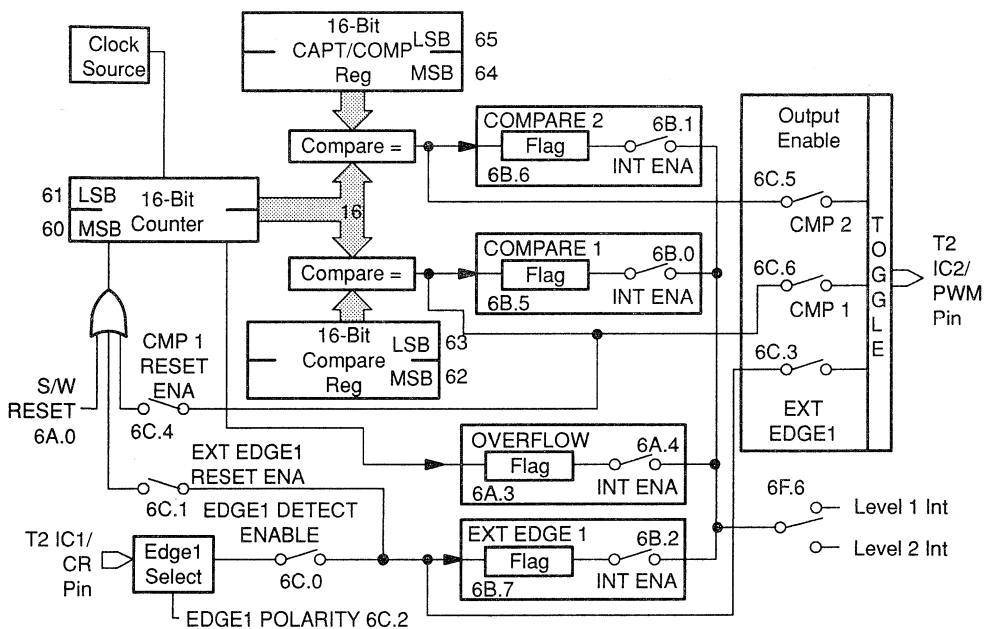 Clock
Source
16-Bit
CAPT/COMP
Reg
LSB
MSB
65
64
Compare =
COMPARE 2
Flag
6B.6
6B.1
INT ENA
Output
Enable
6C.5
CMP 2
61
60
LSB
MSB
16-Bit
Counter
16
Compare =
COMPARE 1
Flag
6B.5
6B.0
INT ENA
6C.6
CMP 1
TOGGLE
T2
IC2/
PWM
Pin
16-Bit
Compare
Reg
LSB
MSB
63
62
CMP 1
RESET
ENA
6C.4
S/W
RESET
6A.0
6C.3
EXT
EDGE1
OVERFLOW
Flag
6A.3
6A.4
INT ENA
EXT EDGE1
RESET ENA
6C.1
EDGE1 DETECT
ENABLE
6C.0
T2 IC1/
CR
Pin
Edge1
Select
EDGE1 POLARITY 6C.2
EXT EDGE 1
Flag
6B.7
6B.2
INT ENA
6F.6
Level 1 Int
Level 2 Int